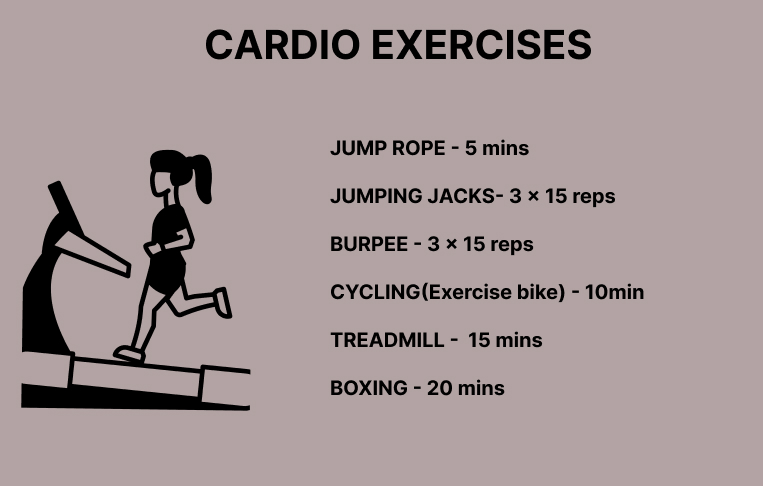 CARDIO EXERCISES
JUMP ROPE - 5 mins
JUMPING JACKS- 3 × 15 reps
BURPEE - 3 × 15 reps
CYCLING(Exercise bike) - 10min
TREADMILL -  15 mins
BOXING - 20 mins